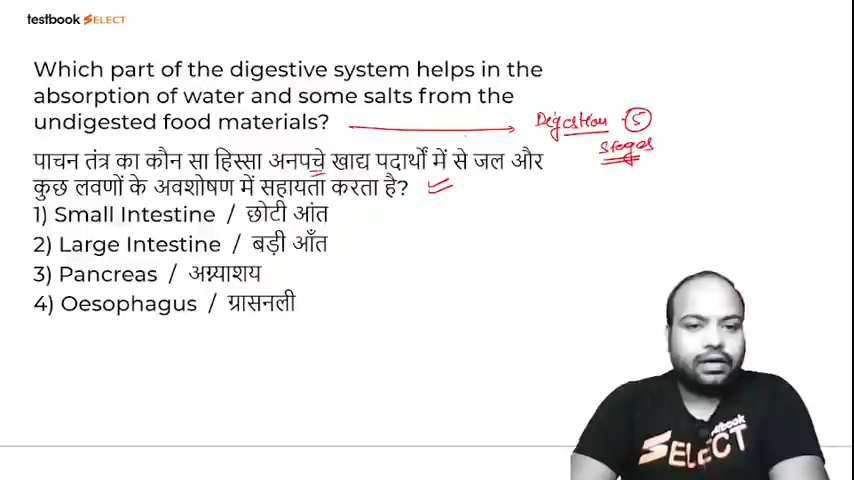 testbook SELECT
Which part of the digestive system helps in the
absorption of water and some salts from the
undigested food materials?
Digestion 5
stages
पाचन तंत्र का कौन सा हिस्सा अनपचे खाद्य पदार्थों में से जल और
कुछ लवणों के अवशोषण में सहायता करता है?
1) Small Intestine / छोटी आंत
2) Large Intestine / बड़ी आँत
3) Pancreas / अग्न्याशय
4) Oesophagus / ग्रासनली
testbook
SELECT